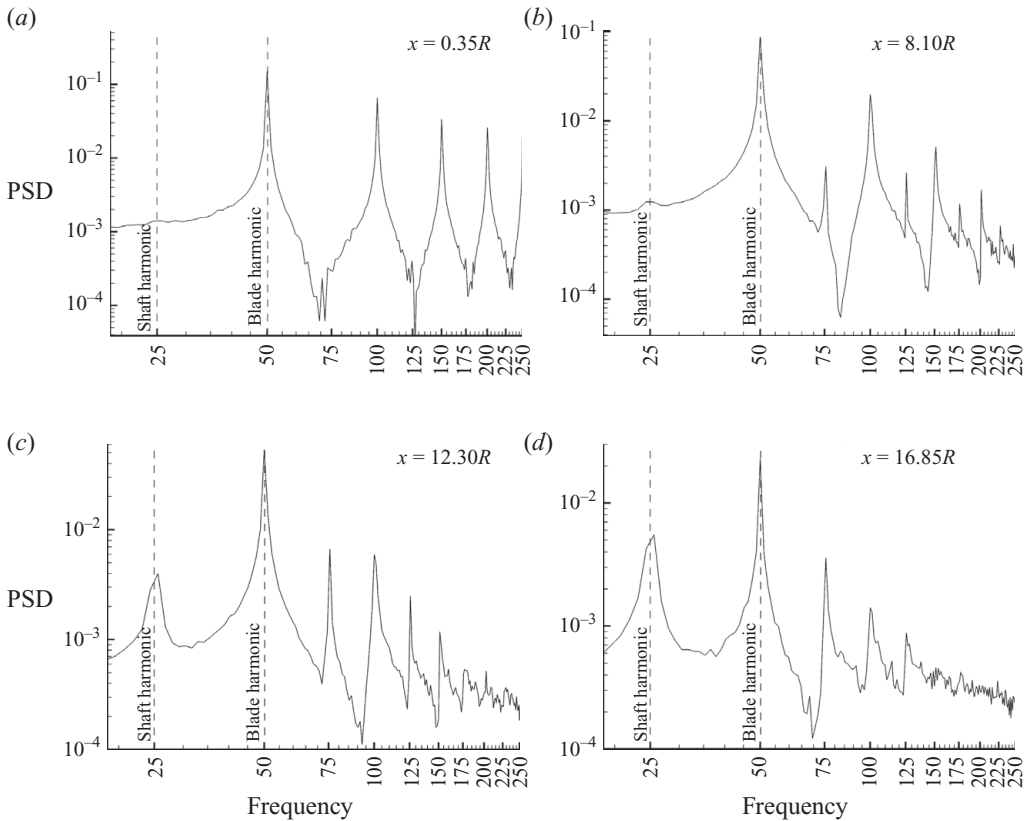 (a)
x = 0.35R
10⁻¹
10⁻²
10⁻³
10⁻⁴
PSD
Shaft harmonic
Blade harmonic
25
50
75
100
125
150
175
200
225
250
(b)
x = 8.10R
10⁻¹
10⁻²
10⁻³
10⁻⁴
Shaft harmonic
Blade harmonic
25
50
75
100
125
150
175
200
225
250
(c)
x = 12.30R
10⁻²
10⁻³
10⁻⁴
PSD
Shaft harmonic
Blade harmonic
25
50
75
100
125
150
175
200
225
250
Frequency
(d)
x = 16.85R
10⁻²
10⁻³
10⁻⁴
Shaft harmonic
Blade harmonic
25
50
75
100
125
150
175
200
225
250
Frequency